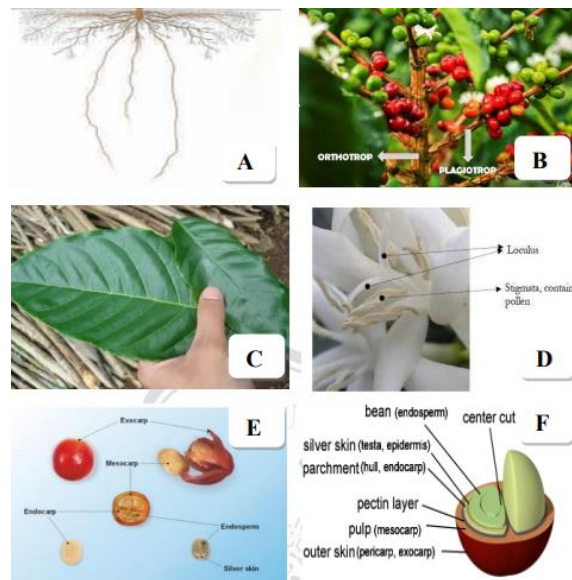 A
B
ORTHOTROP
PLAGIOTROP
C
Loculus
Stigmata, contain
pollen
D
E
Exocarp
Mesocarp
Endocarp
Endosperm
Silver skin
F
bean (endosperm)
center cut
silver skin (testa, epidermis)
parchment (hull, endocarp)
pectin layer
pulp (mesocarp)
outer skin (pericarp, exocarp)